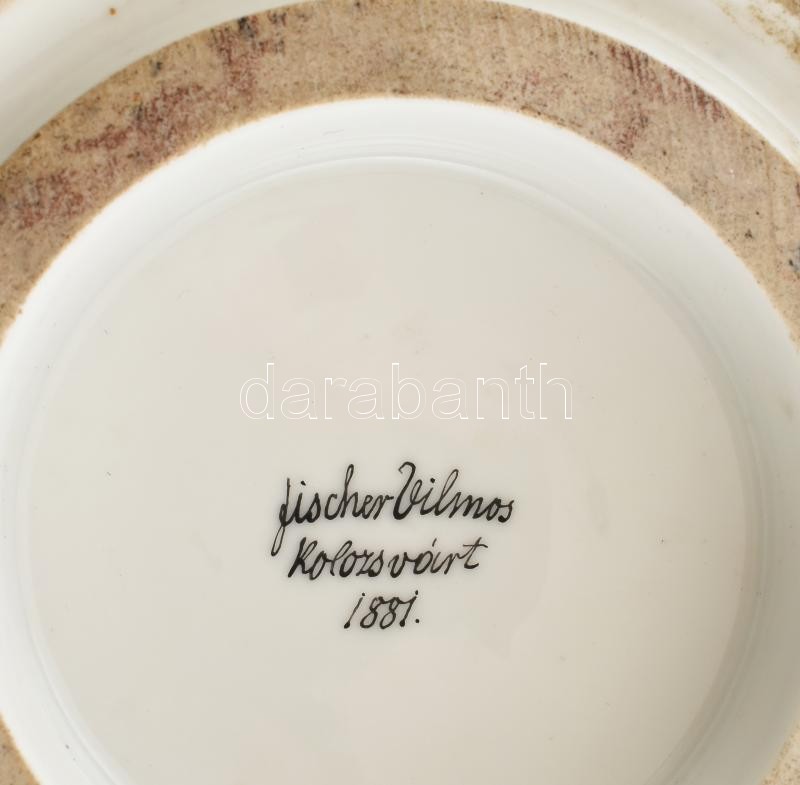 darabanth
fischer Vilmos
Kolozsvárt
1881.